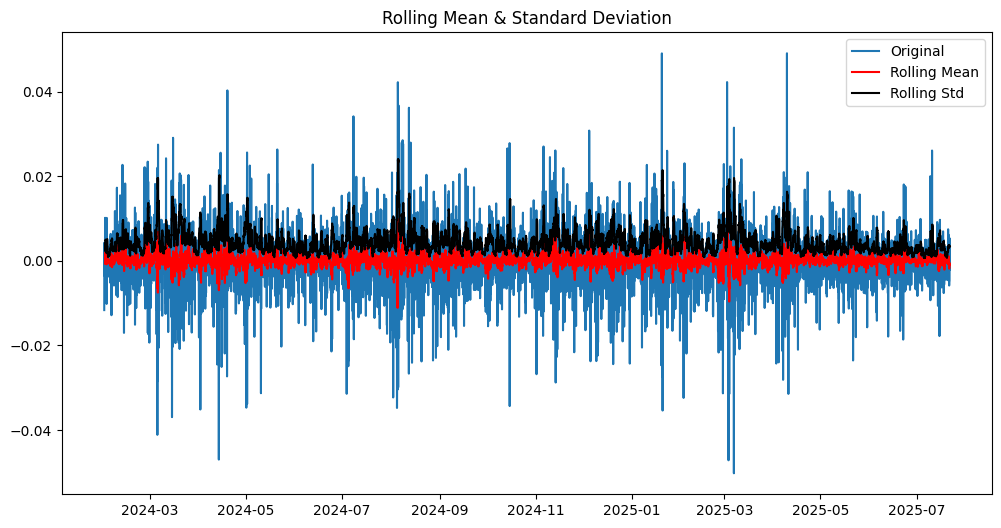 Rolling Mean & Standard Deviation
Original
Rolling Mean
Rolling Std
0.04
0.02
0.00
−0.02
−0.04
2024-03 2024-05 2024-07 2024-09 2024-11 2025-01 2025-03 2025-05 2025-07